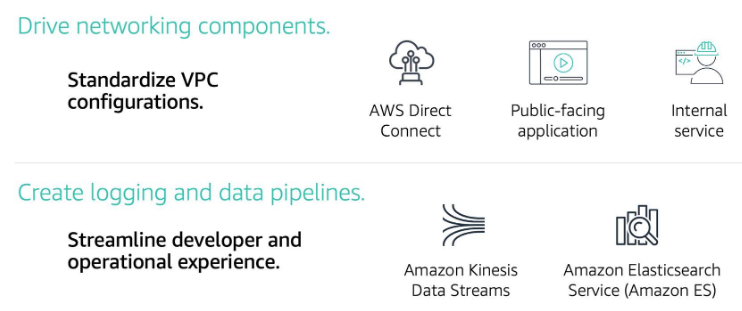 Drive networking components.
Standardize VPC
configurations.
AWS Direct
Connect
Public-facing
application
</>
Internal
service
Create logging and data pipelines.
Streamline developer and
operational experience.
Amazon Kinesis
Data Streams
Amazon Elasticsearch
Service (Amazon ES)